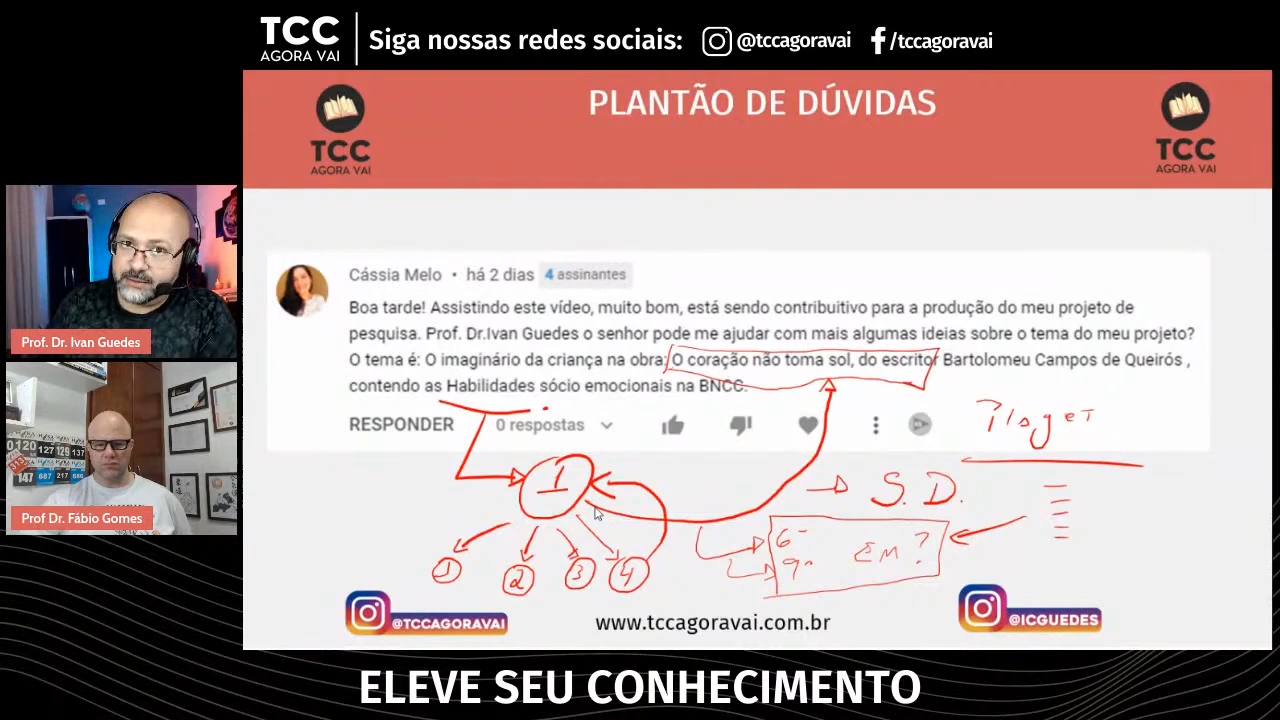 TCC
AGORA VAI
Siga nossas redes sociais:
@tccagoravai
/tccagoravai
PLANTÃO DE DÚVIDAS
TCC
AGORA VAI
TCC
AGORA VAI
Cássia Melo • há 2 dias 4 assinantes
Boa tarde! Assistindo este vídeo, muito bom, está sendo contribuitivo para a produção do meu projeto de
pesquisa. Prof. Dr.Ivan Guedes o senhor pode me ajudar com mais algumas ideias sobre o tema do meu projeto?
O tema é: O imaginário da criança na obra: O coração não toma sol, do escritor Bartolomeu Campos de Queirós ,
contendo as Habilidades sócio emocionais na BNCC.
RESPONDER 0 respostas
Piaget
I
S.D.
6-
9-
EM?
1 2 3 4
Prof. Dr. Ivan Guedes
Prof Dr. Fábio Gomes
@TCCAGORAVAI
www.tccagoravai.com.br
@ICGUEDES
ELEVE SEU CONHECIMENTO